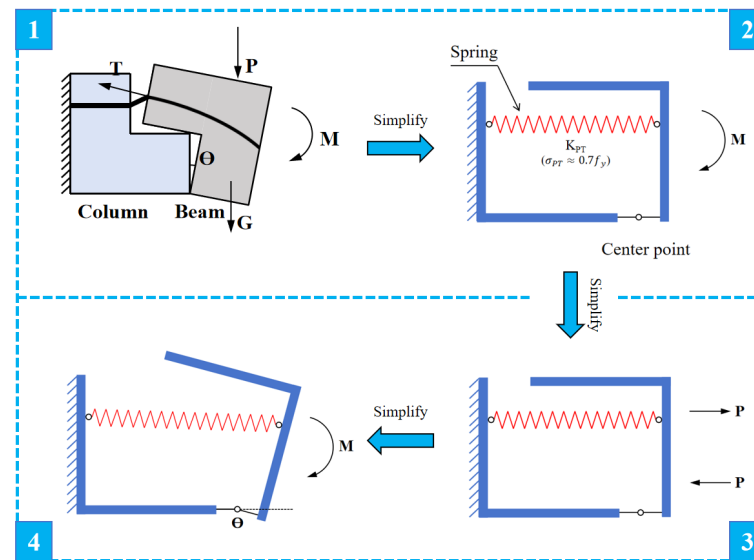 1
T
P
M
Θ
Column
Beam
G
Simplify
2
Spring
K_PT
(σ_PT ≈ 0.7f_y)
M
Center point
Simplify
3
P
P
Simplify
4
M
Θ